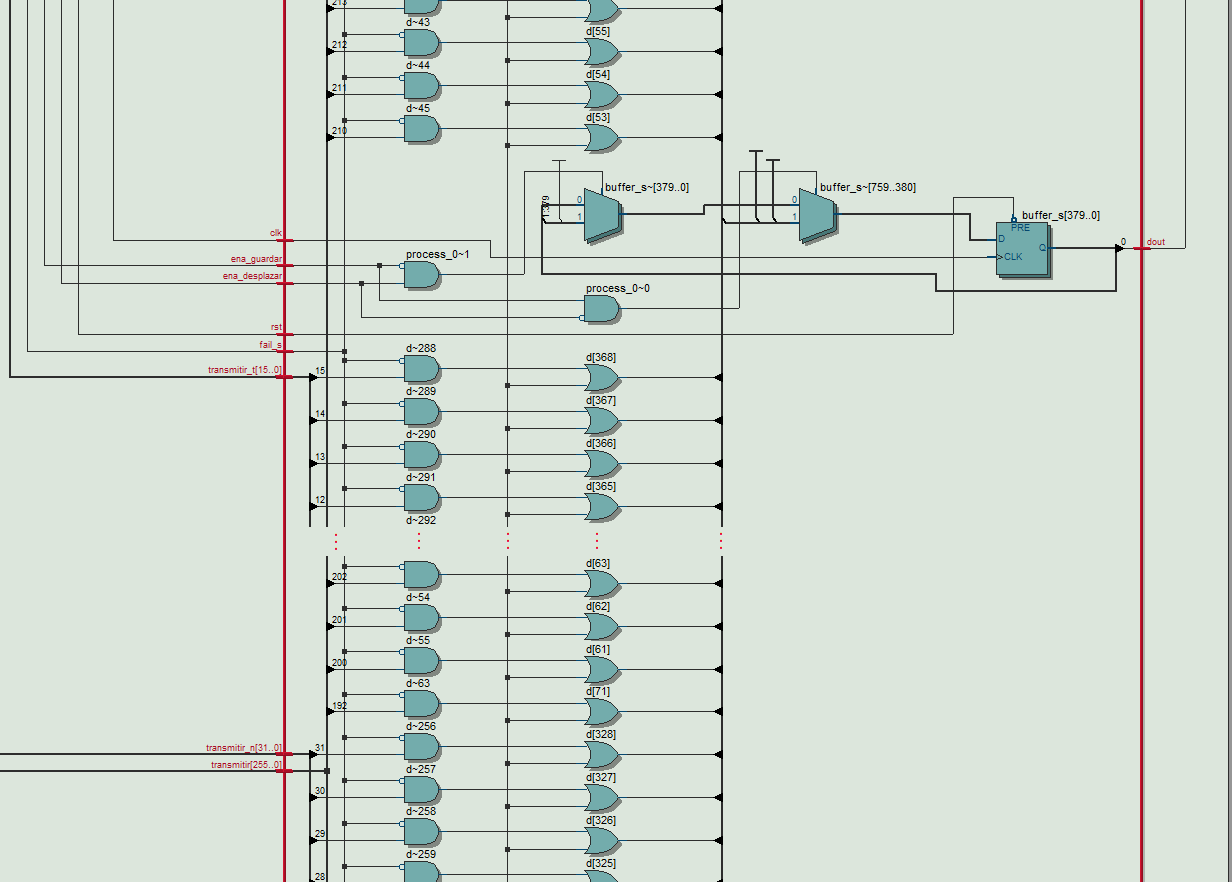 213
d~43
d[55]
212
d~44
d[54]
211
d~45
d[53]
210
buffer_s~[379..0]
buffer_s~[759..380]
1:379
0
1
0
1
buffer_s[379..0]
PRE
D
Q
CLK
0
dout
clk
ena_guardar
process_0~1
ena_desplazar
process_0~0
rst
fail_s
d~288
d[368]
transmitir_t[15..0]
15
d~289
d[367]
14
d~290
d[366]
13
d~291
d[365]
12
d~292
d[63]
202
d~54
d[62]
201
d~55
d[61]
200
d~63
d[71]
192
d~256
d[328]
transmitir_n[31..0]
31
transmitir[255..0]
d~257
d[327]
30
d~258
d[326]
29
d~259
d[325]
28